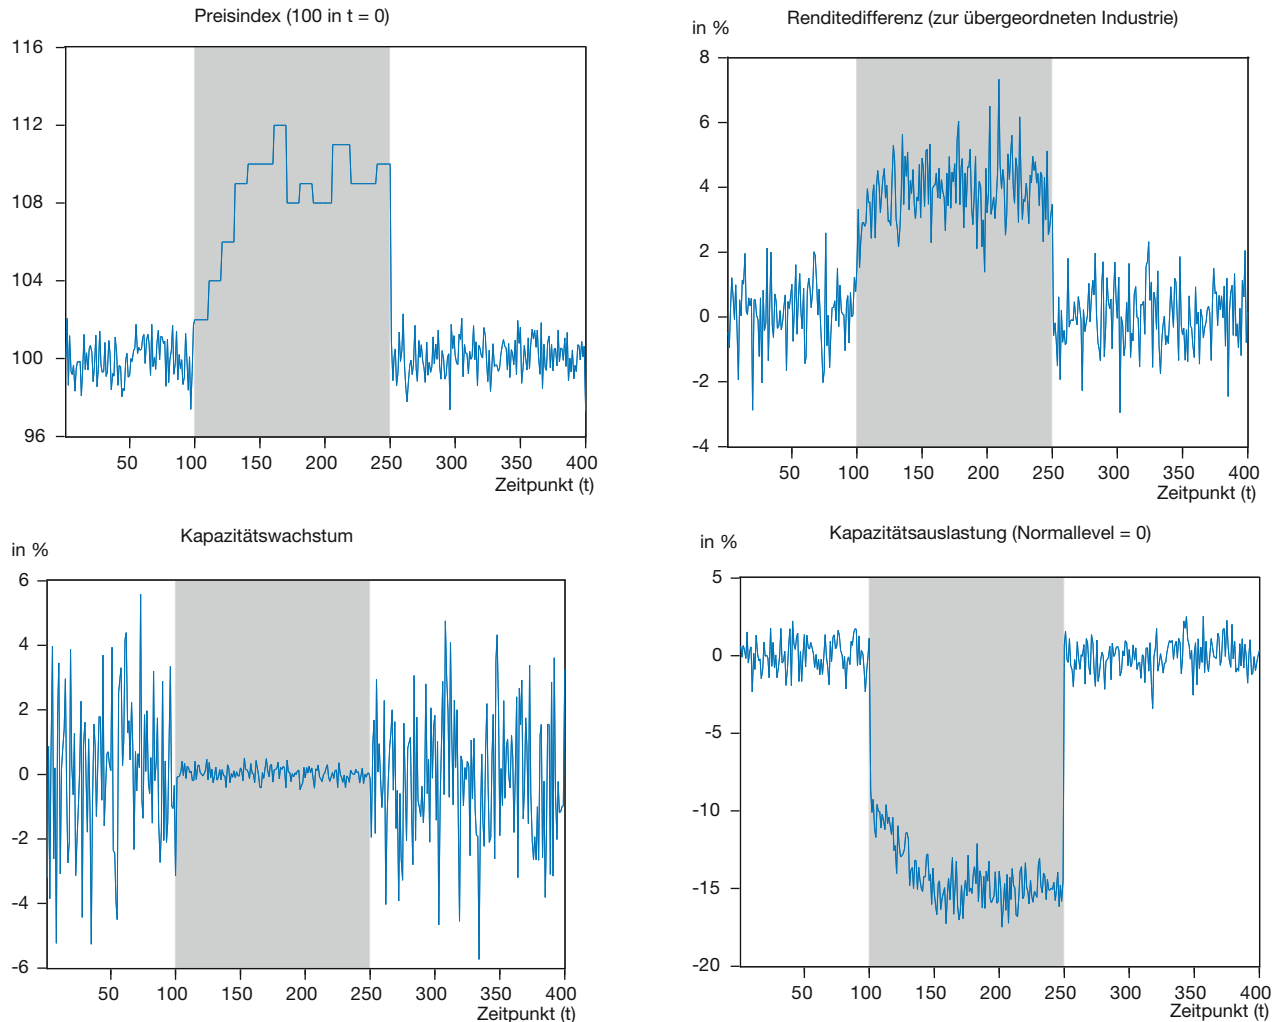 Preisindex (100 in t = 0)
116
112
108
104
100
96
50 100 150 200 250 300 350 400
Zeitpunkt (t)
Renditedifferenz (zur übergeordneten Industrie)
in %
8
6
4
2
0
-2
-4
50 100 150 200 250 300 350 400
Zeitpunkt (t)
Kapazitätswachstum
in %
6
4
2
0
-2
-4
-6
50 100 150 200 250 300 350 400
Zeitpunkt (t)
Kapazitätsauslastung (Normallevel = 0)
in %
5
0
-5
-10
-15
-20
50 100 150 200 250 300 350 400
Zeitpunkt (t)